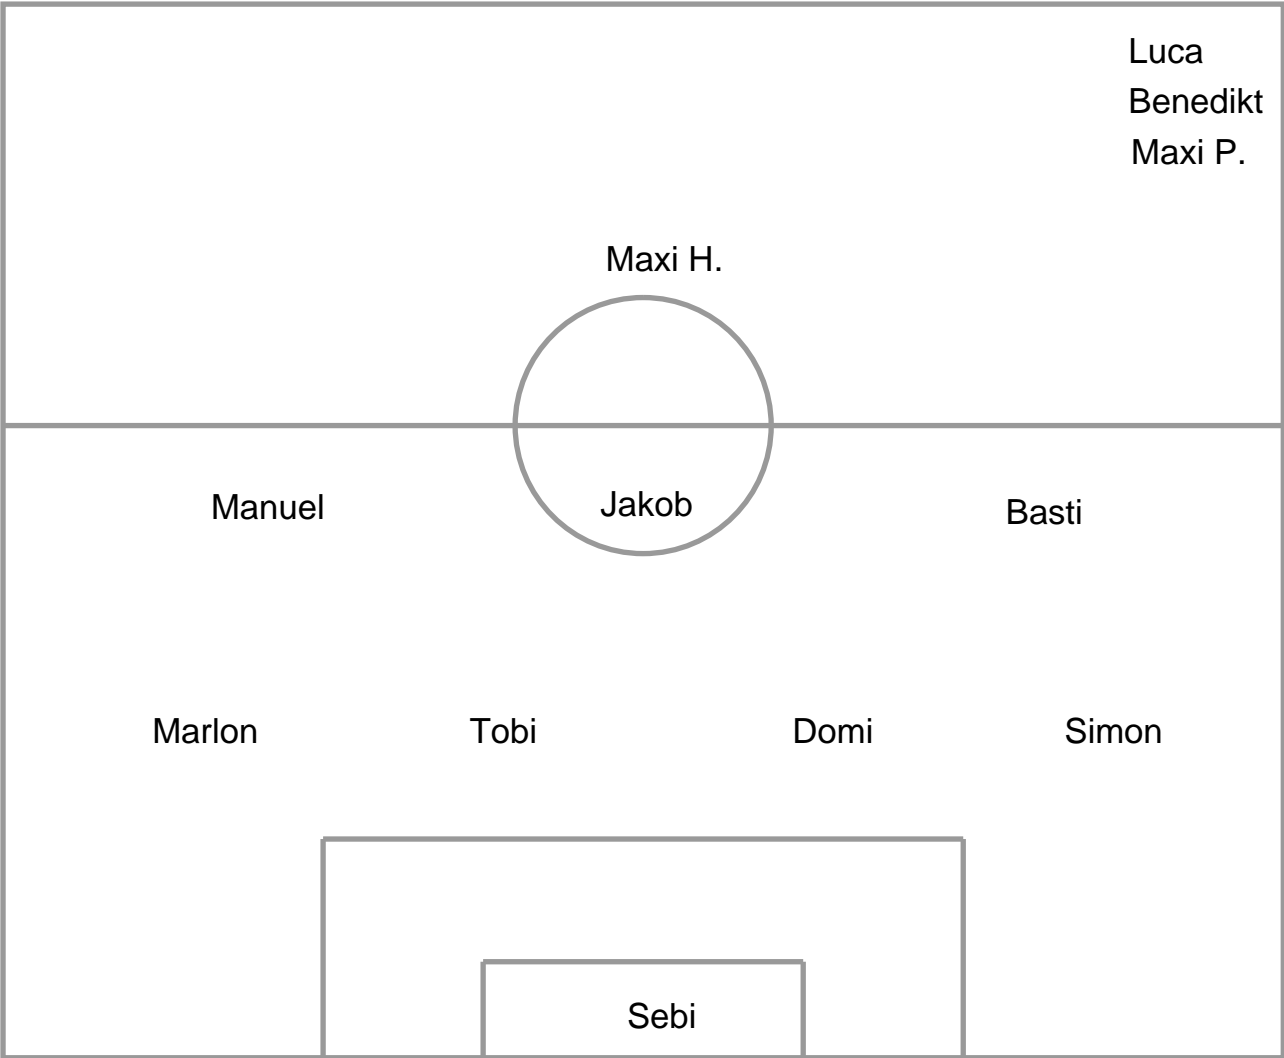 Luca
Benedikt
Maxi P.
Maxi H.
Manuel Jakob Basti
Marlon Tobi Domi Simon
Sebi